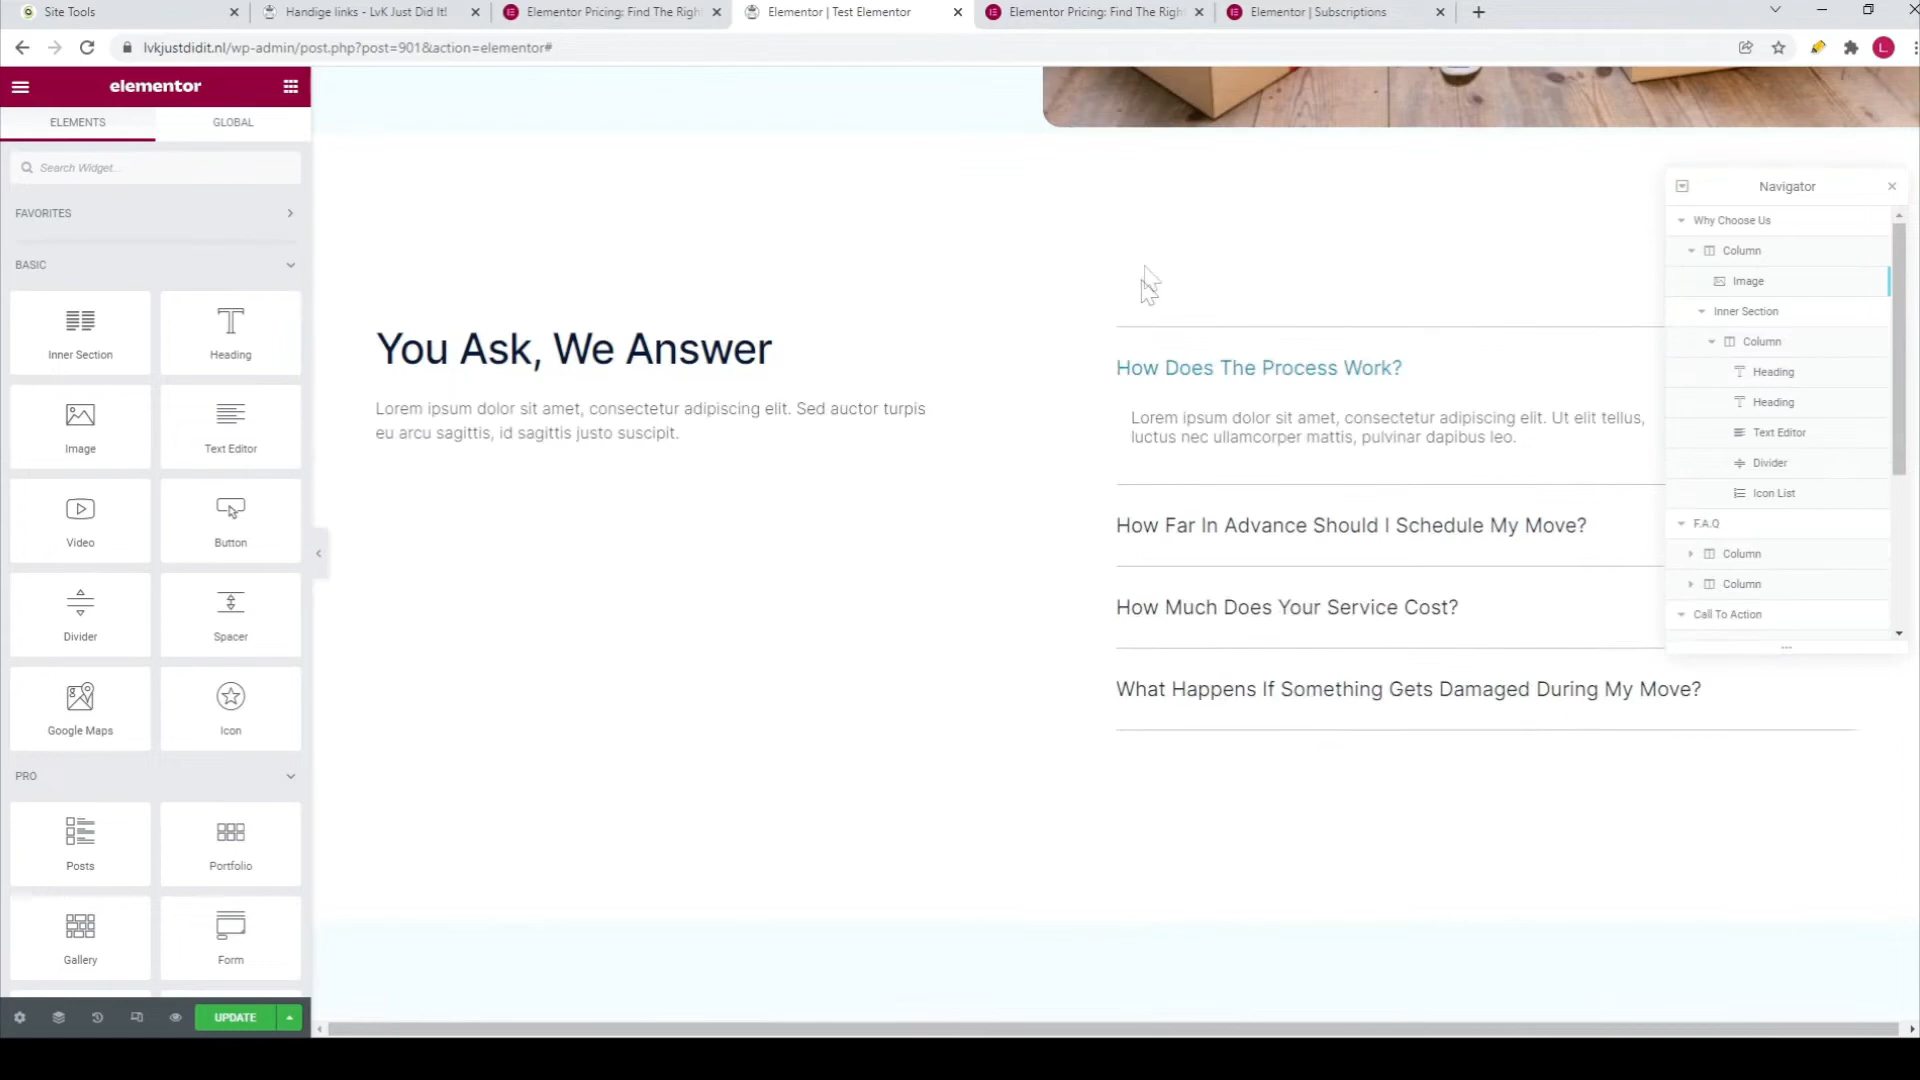 Site Tools
Handige links - LvK Just Did It!
Elementor Pricing: Find The Righ
Elementor | Test Elementor
Elementor Pricing: Find The Righ
Elementor | Subscriptions
lvkjustdidit.nl/wp-admin/post.php?post=901&action=elementor#
L
elementor
ELEMENTS
GLOBAL
Search Widget...
FAVORITES
BASIC
Inner Section
Heading
Image
Text Editor
Video
Button
Divider
Spacer
Google Maps
Icon
PRO
Posts
Portfolio
Gallery
Form
UPDATE
You Ask, We Answer
Lorem ipsum dolor sit amet, consectetur adipiscing elit. Sed auctor turpis
eu arcu sagittis, id sagittis justo suscipit.
How Does The Process Work?
Lorem ipsum dolor sit amet, consectetur adipiscing elit. Ut elit tellus,
luctus nec ullamcorper mattis, pulvinar dapibus leo.
How Far In Advance Should I Schedule My Move?
How Much Does Your Service Cost?
What Happens If Something Gets Damaged During My Move?
Navigator
Why Choose Us
Column
Image
Inner Section
Column
Heading
Heading
Text Editor
Divider
Icon List
F.A.Q
Column
Column
Call To Action